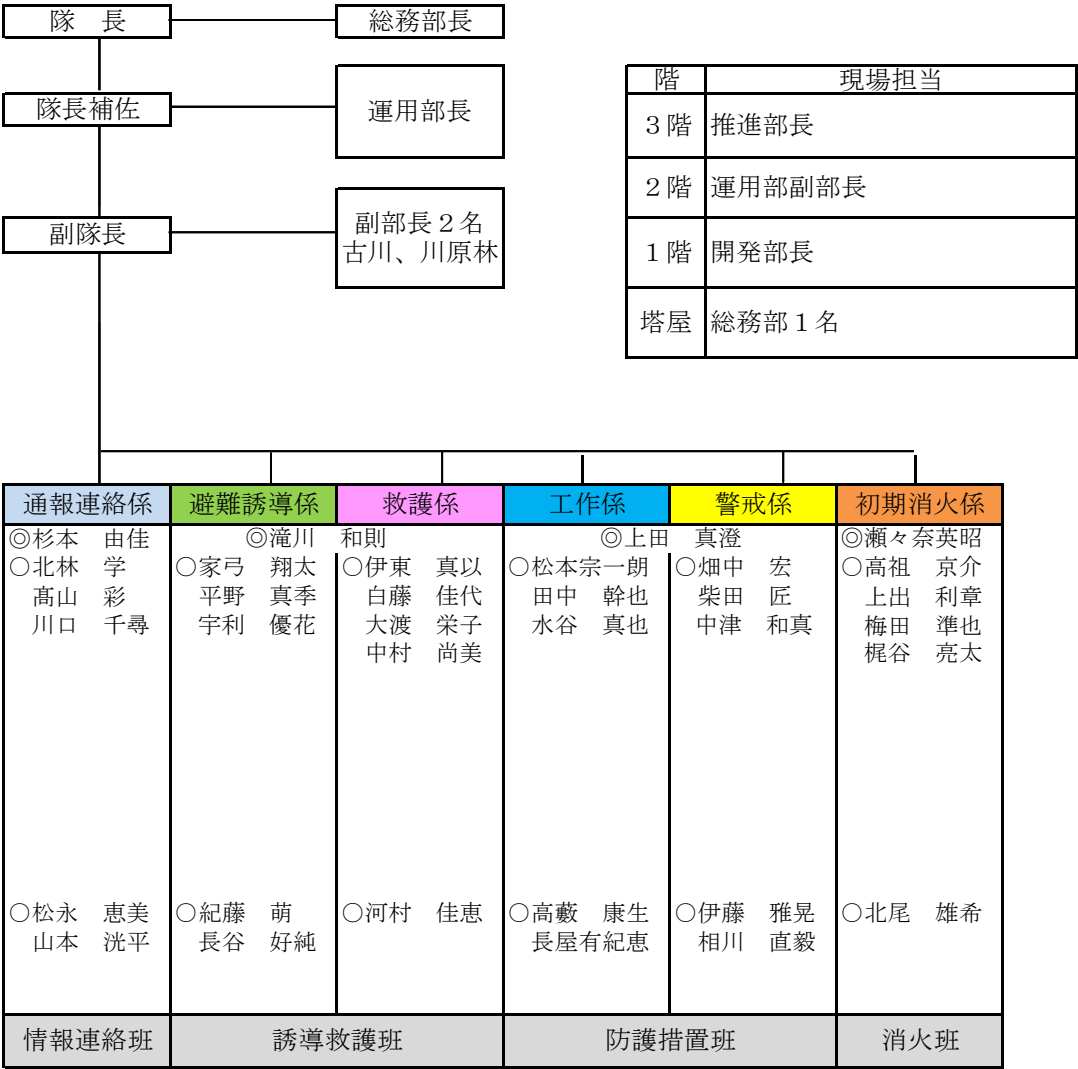 隊　長
総務部長
隊長補佐
運用部長
副隊長
副部長２名
古川、川原林
階　現場担当
３階　推進部長
２階　運用部副部長
１階　開発部長
塔屋　総務部１名
通報連絡係　避難誘導係　救護係　工作係　警戒係　初期消火係
◎杉本　由佳　◎滝川　和則　◎上田　真澄　◎瀬々奈英昭
○北林　学　○家弓　翔太　○伊東　真以　○松本宗一朗　○畑中　宏　○高祖　京介
髙山　彩　平野　真季　白藤　佳代　田中　幹也　柴田　匠　上出　利章
川口　千尋　宇利　優花　大渡　栄子　水谷　真也　中津　和真　梅田　準也
中村　尚美　梶谷　亮太
○松永　恵美　○紀藤　萌　○河村　佳恵　○高藪　康生　○伊藤　雅晃　○北尾　雄希
山本　洸平　長谷　好純　長屋有紀恵　相川　直毅
情報連絡班　誘導救護班　防護措置班　消火班